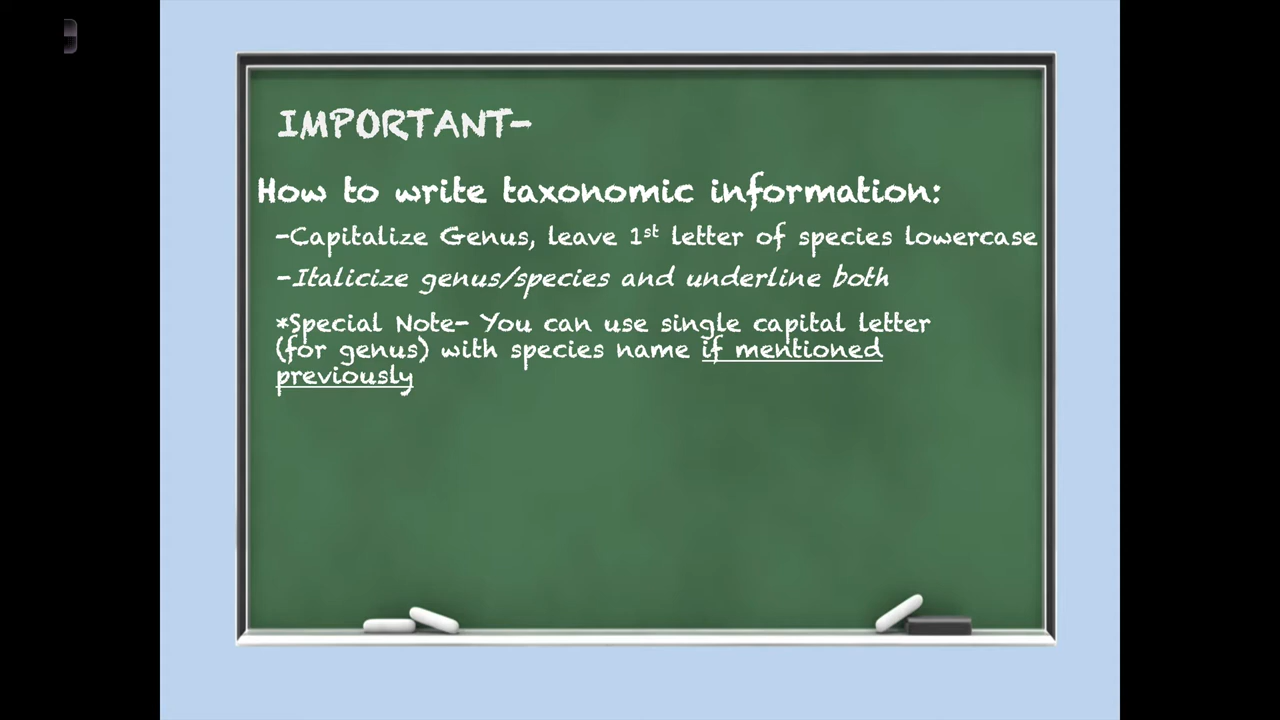 IMPORTANT-
How to write taxonomic information:
-Capitalize Genus, leave 1st letter of species lowercase
-Italicize genus/species and underline both
*Special Note- You can use single capital letter
(for genus) with species name if mentioned
previously